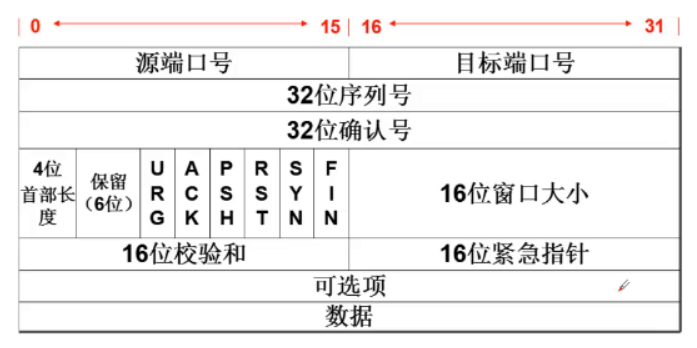 0 15 16 31
源端口号 目标端口号
32位序列号
32位确认号
4位首部长度 保留(6位) URG ACK PSH RST SYN FIN 16位窗口大小
16位校验和 16位紧急指针
可选项
数据